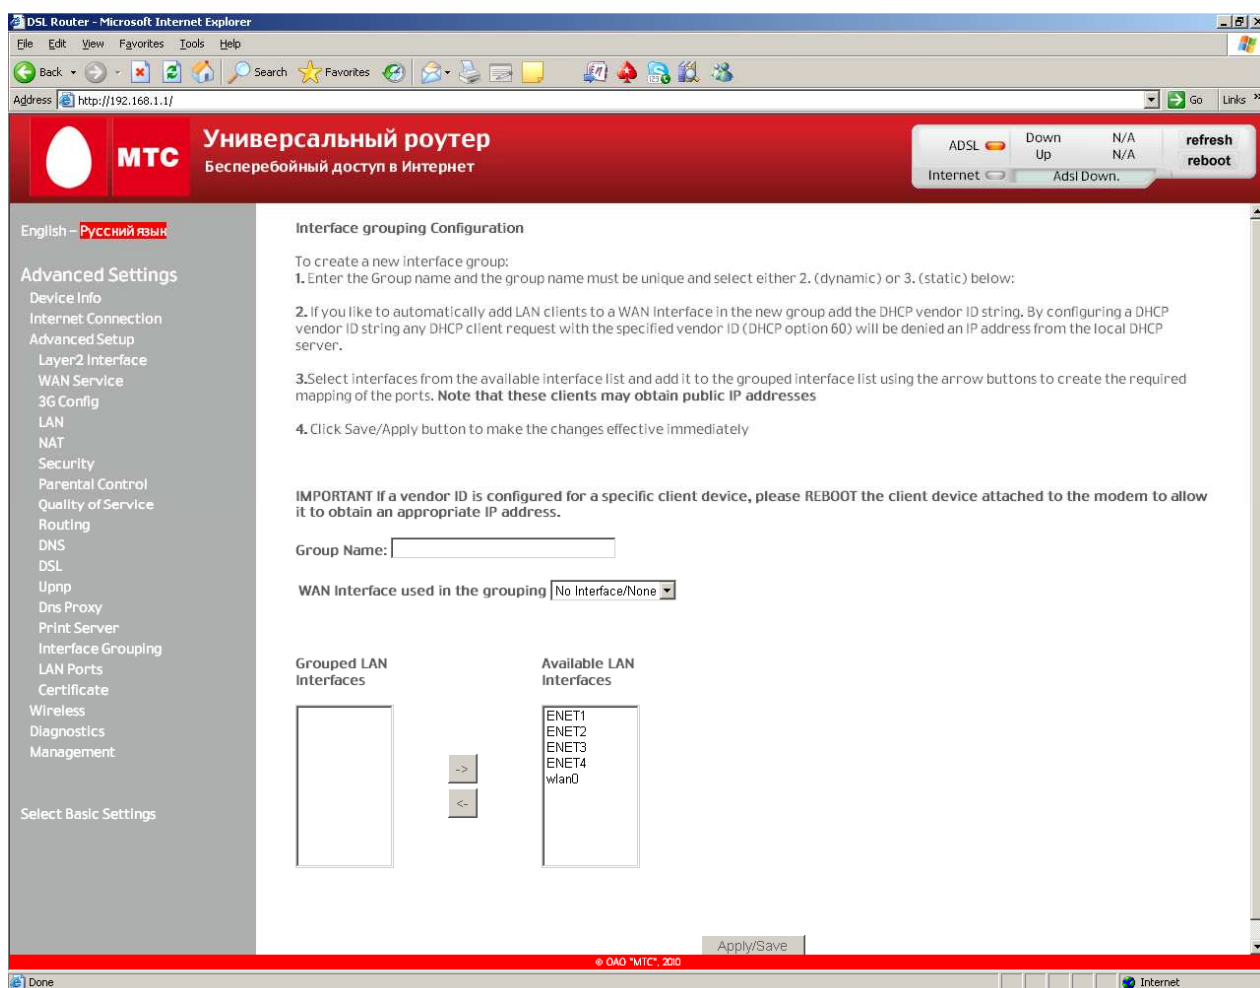 DSL Router - Microsoft Internet Explorer
File Edit View Favorites Tools Help
Back Search Favorites
Address http://192.168.1.1/ Go Links »
МТС
Универсальный роутер
Бесперебойный доступ в Интернет
ADSL Down N/A refresh
Up N/A reboot
Internet Adsl Down.
English – Русский язык
Advanced Settings
Device Info
Internet Connection
Advanced Setup
Layer2 Interface
WAN Service
3G Config
LAN
NAT
Security
Parental Control
Quality of Service
Routing
DNS
DSL
Upnp
Dns Proxy
Print Server
Interface Grouping
LAN Ports
Certificate
Wireless
Diagnostics
Management
Select Basic Settings
Interface grouping Configuration
To create a new interface group:
1. Enter the Group name and the group name must be unique and select either 2. (dynamic) or 3. (static) below:
2. If you like to automatically add LAN clients to a WAN Interface in the new group add the DHCP vendor ID string. By configuring a DHCP
vendor ID string any DHCP client request with the specified vendor ID (DHCP option 60) will be denied an IP address from the local DHCP
server.
3.Select interfaces from the available interface list and add it to the grouped interface list using the arrow buttons to create the required
mapping of the ports. Note that these clients may obtain public IP addresses
4. Click Save/Apply button to make the changes effective immediately
IMPORTANT If a vendor ID is configured for a specific client device, please REBOOT the client device attached to the modem to allow
it to obtain an appropriate IP address.
Group Name:
WAN Interface used in the grouping No Interface/None
Grouped LAN
Interfaces
Available LAN
Interfaces
ENET1
ENET2
ENET3
ENET4
wlan0
->
<-
Apply/Save
© ОАО "МТС", 2010
Done Internet